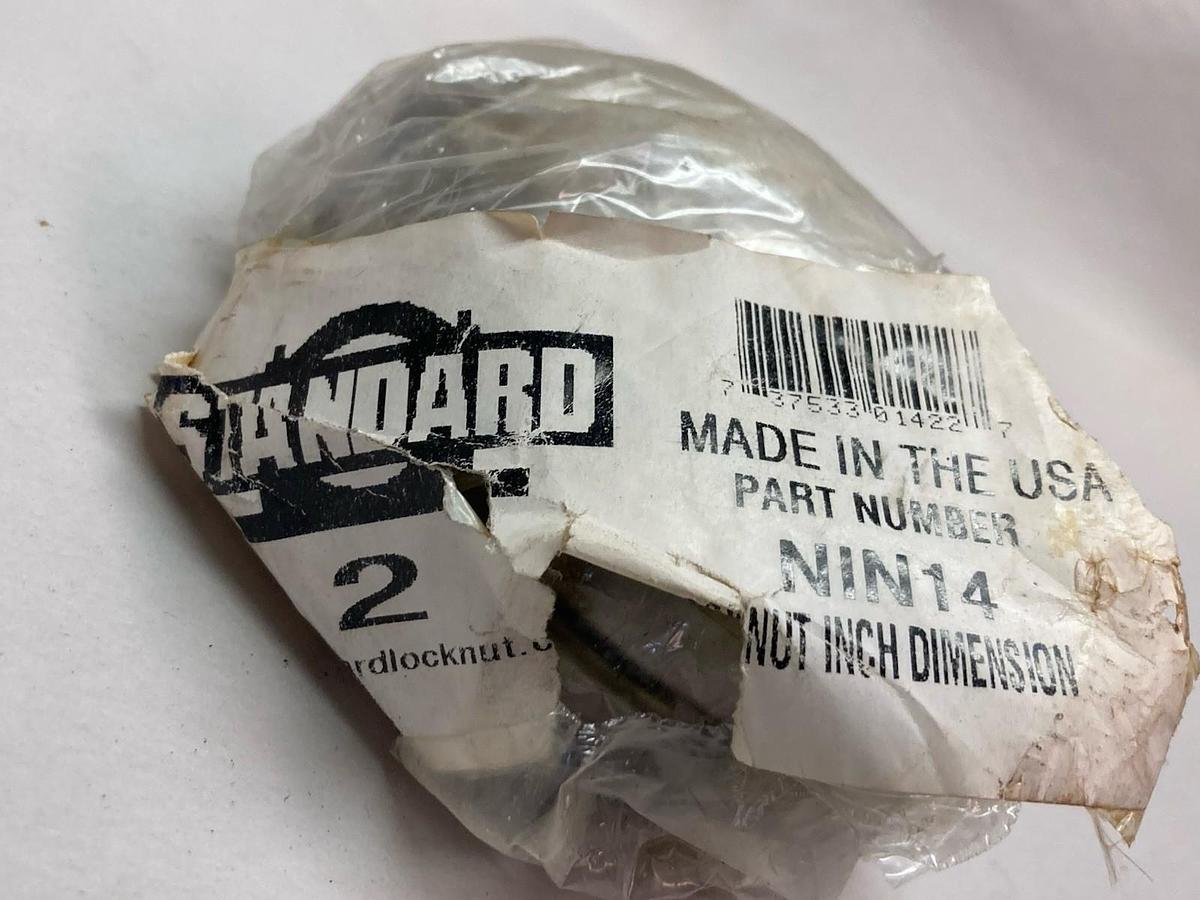 STANDARD
2
rdlocknut.c
7 37533 01422 7
MADE IN THE USA
PART NUMBER
NIN14
NUT INCH DIMENSION